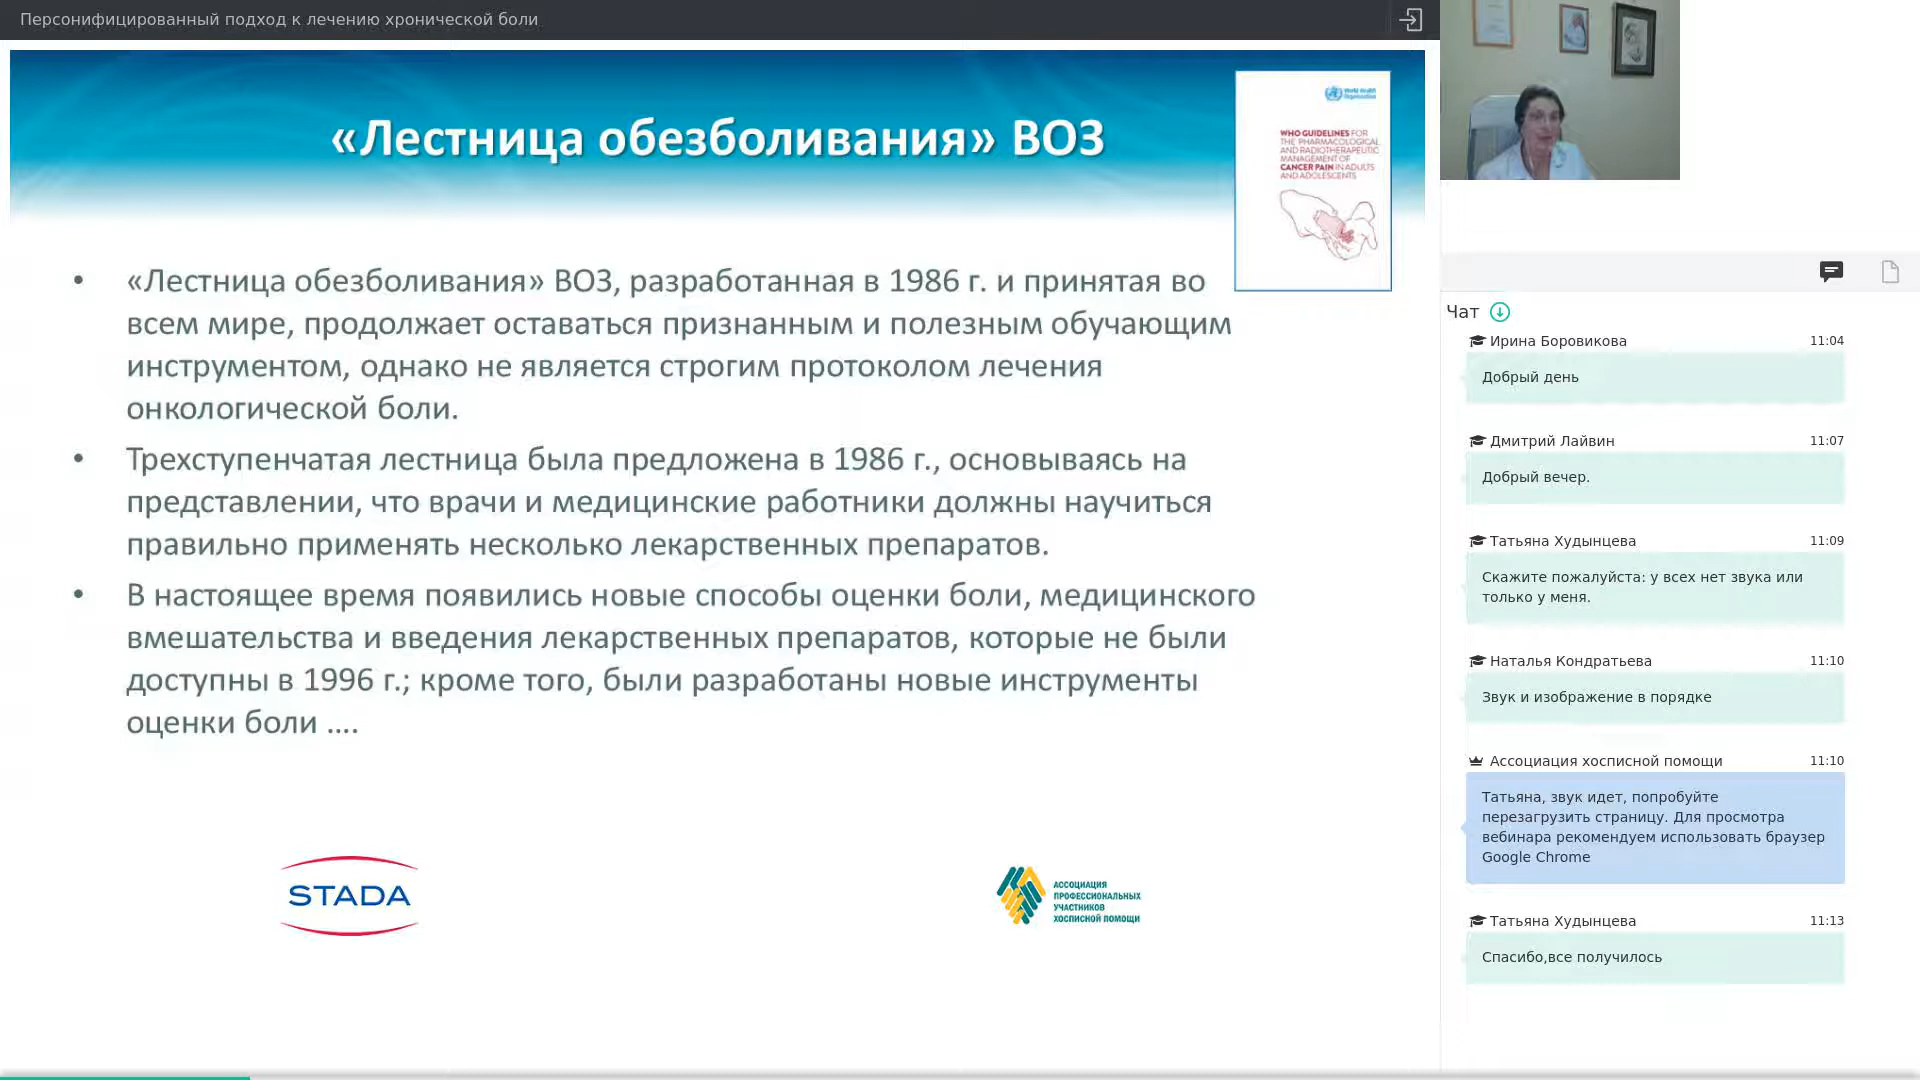 Персонифицированный подход к лечению хронической боли
«Лестница обезболивания» ВОЗ
World Health
Organization
WHO GUIDELINES FOR
THE PHARMACOLOGICAL
AND RADIOTHERAPEUTIC
MANAGEMENT OF
CANCER PAIN IN ADULTS
AND ADOLESCENTS
• «Лестница обезболивания» ВОЗ, разработанная в 1986 г. и принятая во
всем мире, продолжает оставаться признанным и полезным обучающим
инструментом, однако не является строгим протоколом лечения
онкологической боли.
• Трехступенчатая лестница была предложена в 1986 г., основываясь на
представлении, что врачи и медицинские работники должны научиться
правильно применять несколько лекарственных препаратов.
• В настоящее время появились новые способы оценки боли, медицинского
вмешательства и введения лекарственных препаратов, которые не были
доступны в 1996 г.; кроме того, были разработаны новые инструменты
оценки боли ....
STADA
АССОЦИАЦИЯ
ПРОФЕССИОНАЛЬНЫХ
УЧАСТНИКОВ
ХОСПИСНОЙ ПОМОЩИ
Чат
Ирина Боровикова 11:04
Добрый день
Дмитрий Лайвин 11:07
Добрый вечер.
Татьяна Худынцева 11:09
Скажите пожалуйста: у всех нет звука или
только у меня.
Наталья Кондратьева 11:10
Звук и изображение в порядке
Ассоциация хосписной помощи 11:10
Татьяна, звук идет, попробуйте
перезагрузить страницу. Для просмотра
вебинара рекомендуем использовать браузер
Google Chrome
Татьяна Худынцева 11:13
Спасибо,все получилось